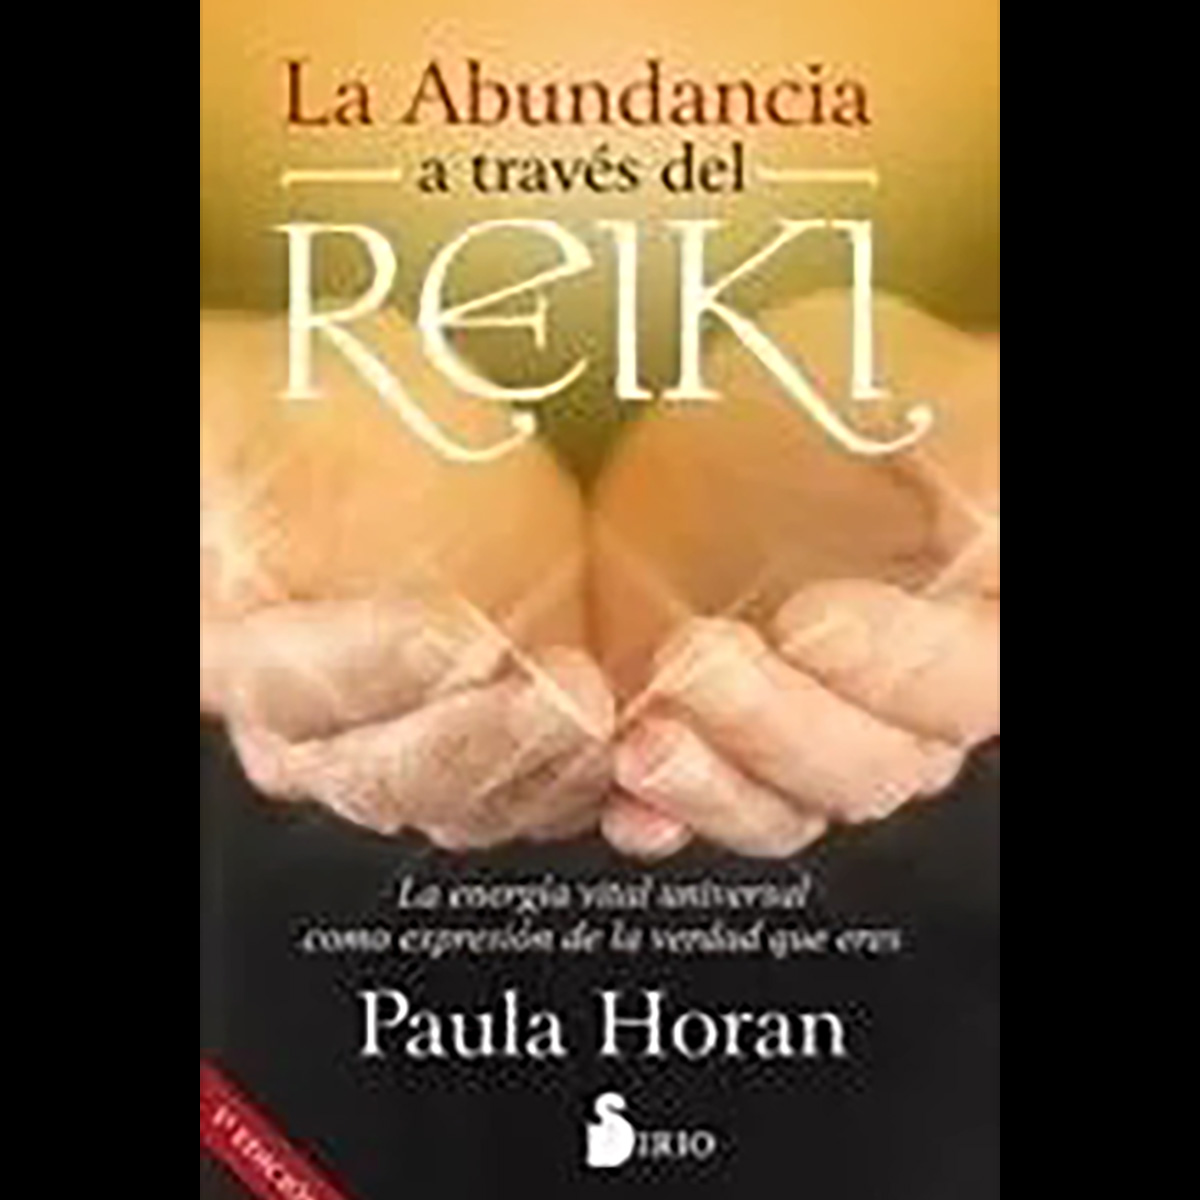 La Abundancia
a través del
REIKI
La energía vital universal
como expresión de la verdad que eres
Paula Horan
SIRIO
EDICIÓN